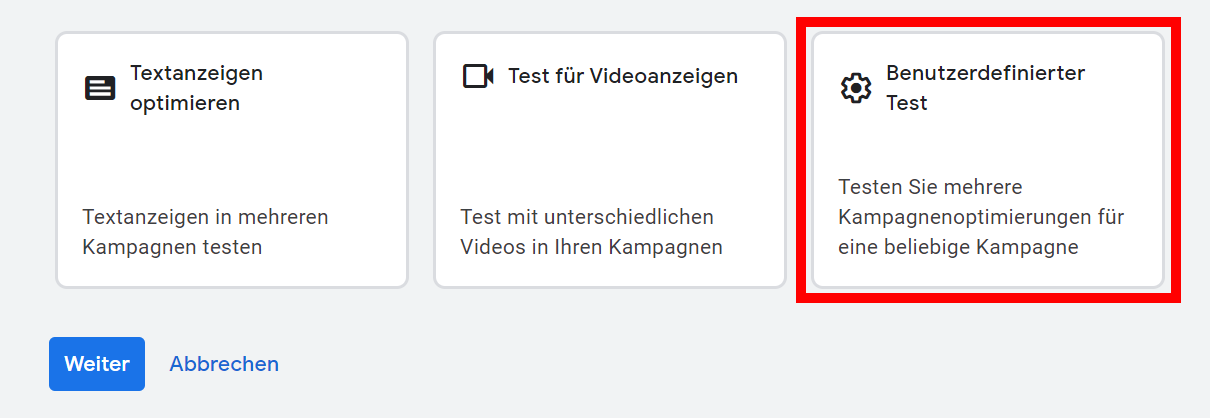 Textanzeigen
optimieren
Textanzeigen in mehreren
Kampagnen testen
Test für Videoanzeigen
Test mit unterschiedlichen
Videos in Ihren Kampagnen
Benutzerdefinierter
Test
Testen Sie mehrere
Kampagnenoptimierungen für
eine beliebige Kampagne
Weiter
Abbrechen